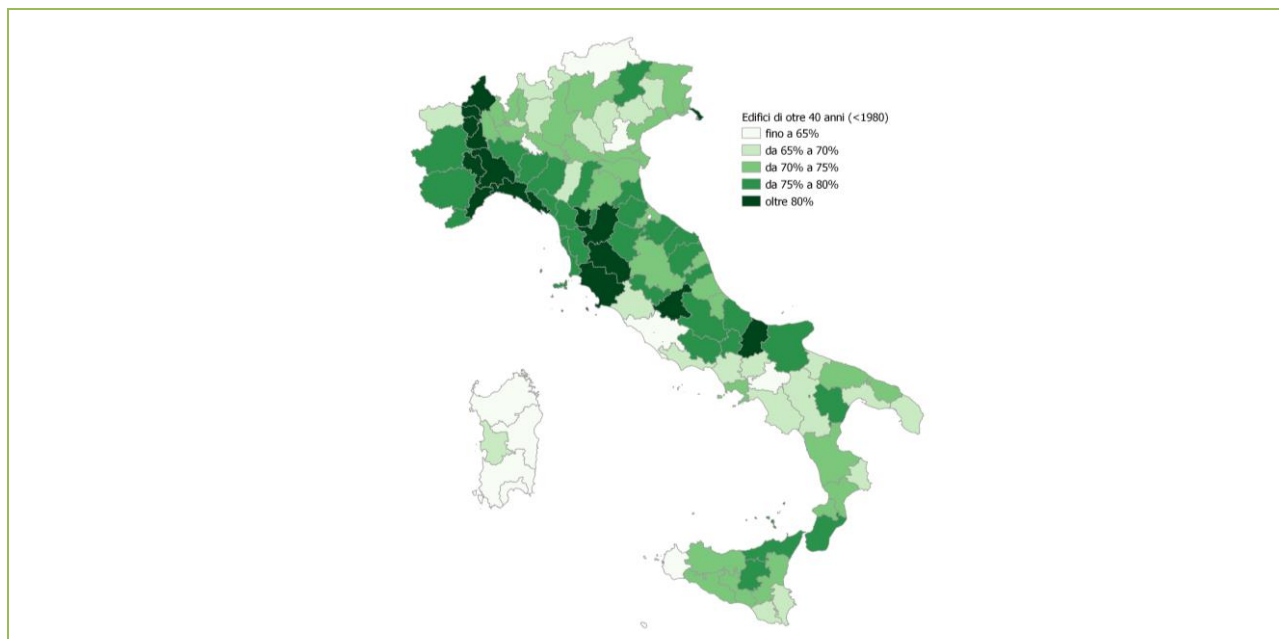 Edifici di otre 40 anni (<1980)
fino a 65%
da 65% a 70%
da 70% a 75%
da 75% a 80%
oltre 80%